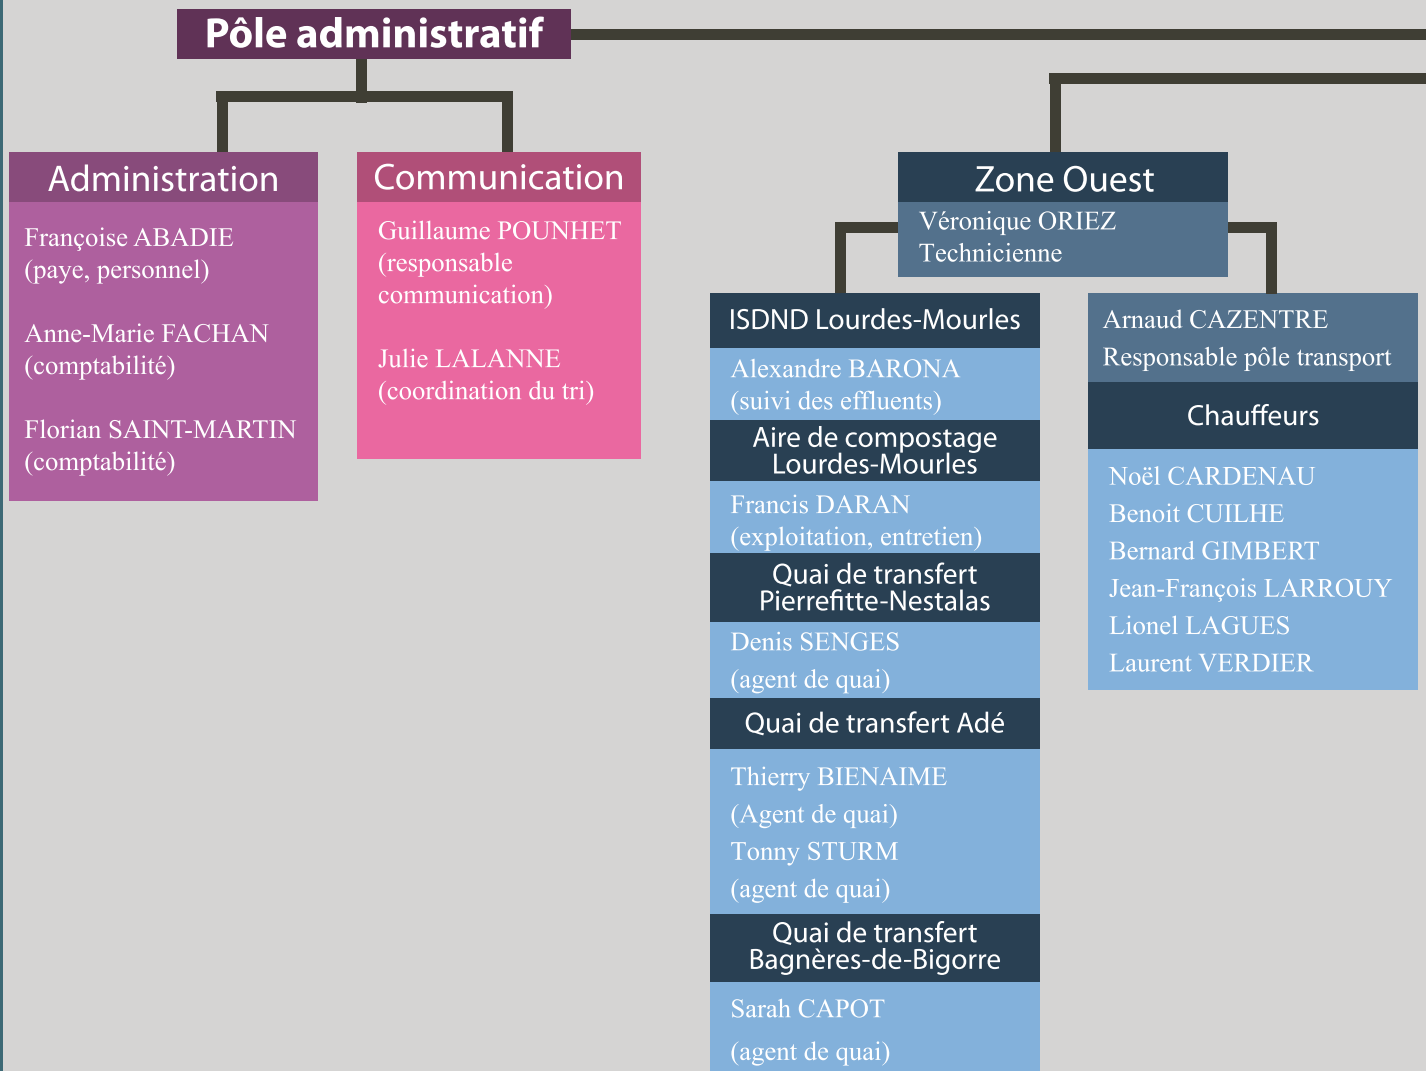 Pôle administratif
Administration
Françoise ABADIE
(paye, personnel)
Anne-Marie FACHAN
(comptabilité)
Florian SAINT-MARTIN
(comptabilité)
Communication
Guillaume POUNHET
(responsable
communication)
Julie LALANNE
(coordination du tri)
Zone Ouest
Véronique ORIEZ
Technicienne
ISDND Lourdes-Mourles
Alexandre BARONA
(suivi des effluents)
Aire de compostage
Lourdes-Mourles
Francis DARAN
(exploitation, entretien)
Quai de transfert
Pierrefitte-Nestalas
Denis SENGES
(agent de quai)
Quai de transfert Adé
Thierry BIENAIME
(Agent de quai)
Tonny STURM
(agent de quai)
Quai de transfert
Bagnères-de-Bigorre
Sarah CAPOT
(agent de quai)
Arnaud CAZENTRE
Responsable pôle transport
Chauffeurs
Noël CARDENAU
Benoit CUILHE
Bernard GIMBERT
Jean-François LARROUY
Lionel LAGUES
Laurent VERDIER